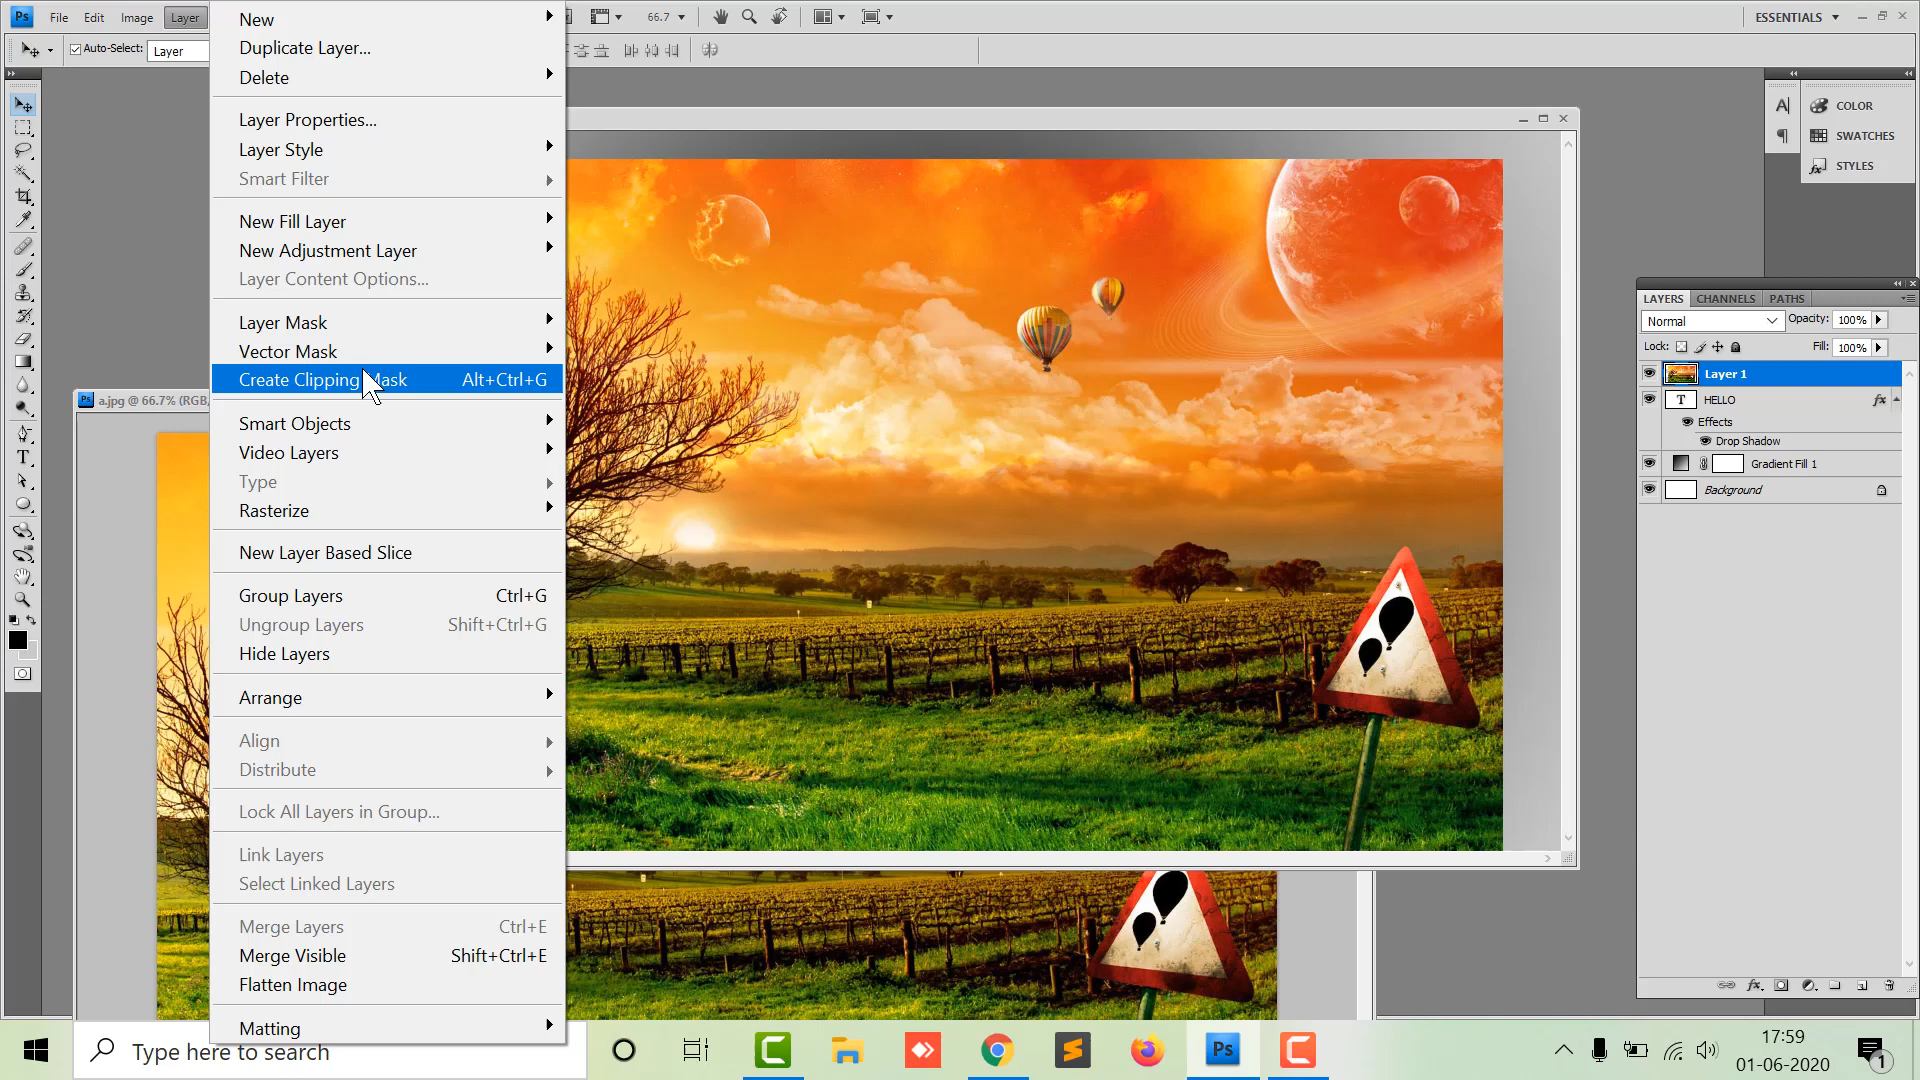 Ps File Edit Image Layer 66.7 ESSENTIALS
Auto-Select: Layer
New
Duplicate Layer...
Delete
Layer Properties...
Layer Style
Smart Filter
New Fill Layer
New Adjustment Layer
Layer Content Options...
Layer Mask
Vector Mask
Create Clipping Mask Alt+Ctrl+G
Smart Objects
Video Layers
Type
Rasterize
New Layer Based Slice
Group Layers Ctrl+G
Ungroup Layers Shift+Ctrl+G
Hide Layers
Arrange
Align
Distribute
Lock All Layers in Group...
Link Layers
Select Linked Layers
Merge Layers Ctrl+E
Merge Visible Shift+Ctrl+E
Flatten Image
Matting
Ps a.jpg @ 66.7% (RGB/
COLOR
SWATCHES
STYLES
LAYERS CHANNELS PATHS
Normal Opacity: 100%
Lock: Fill: 100%
Layer 1
T HELLO fx
Effects
Drop Shadow
Gradient Fill 1
Background
Type here to search
Ps
17:59
01-06-2020
1